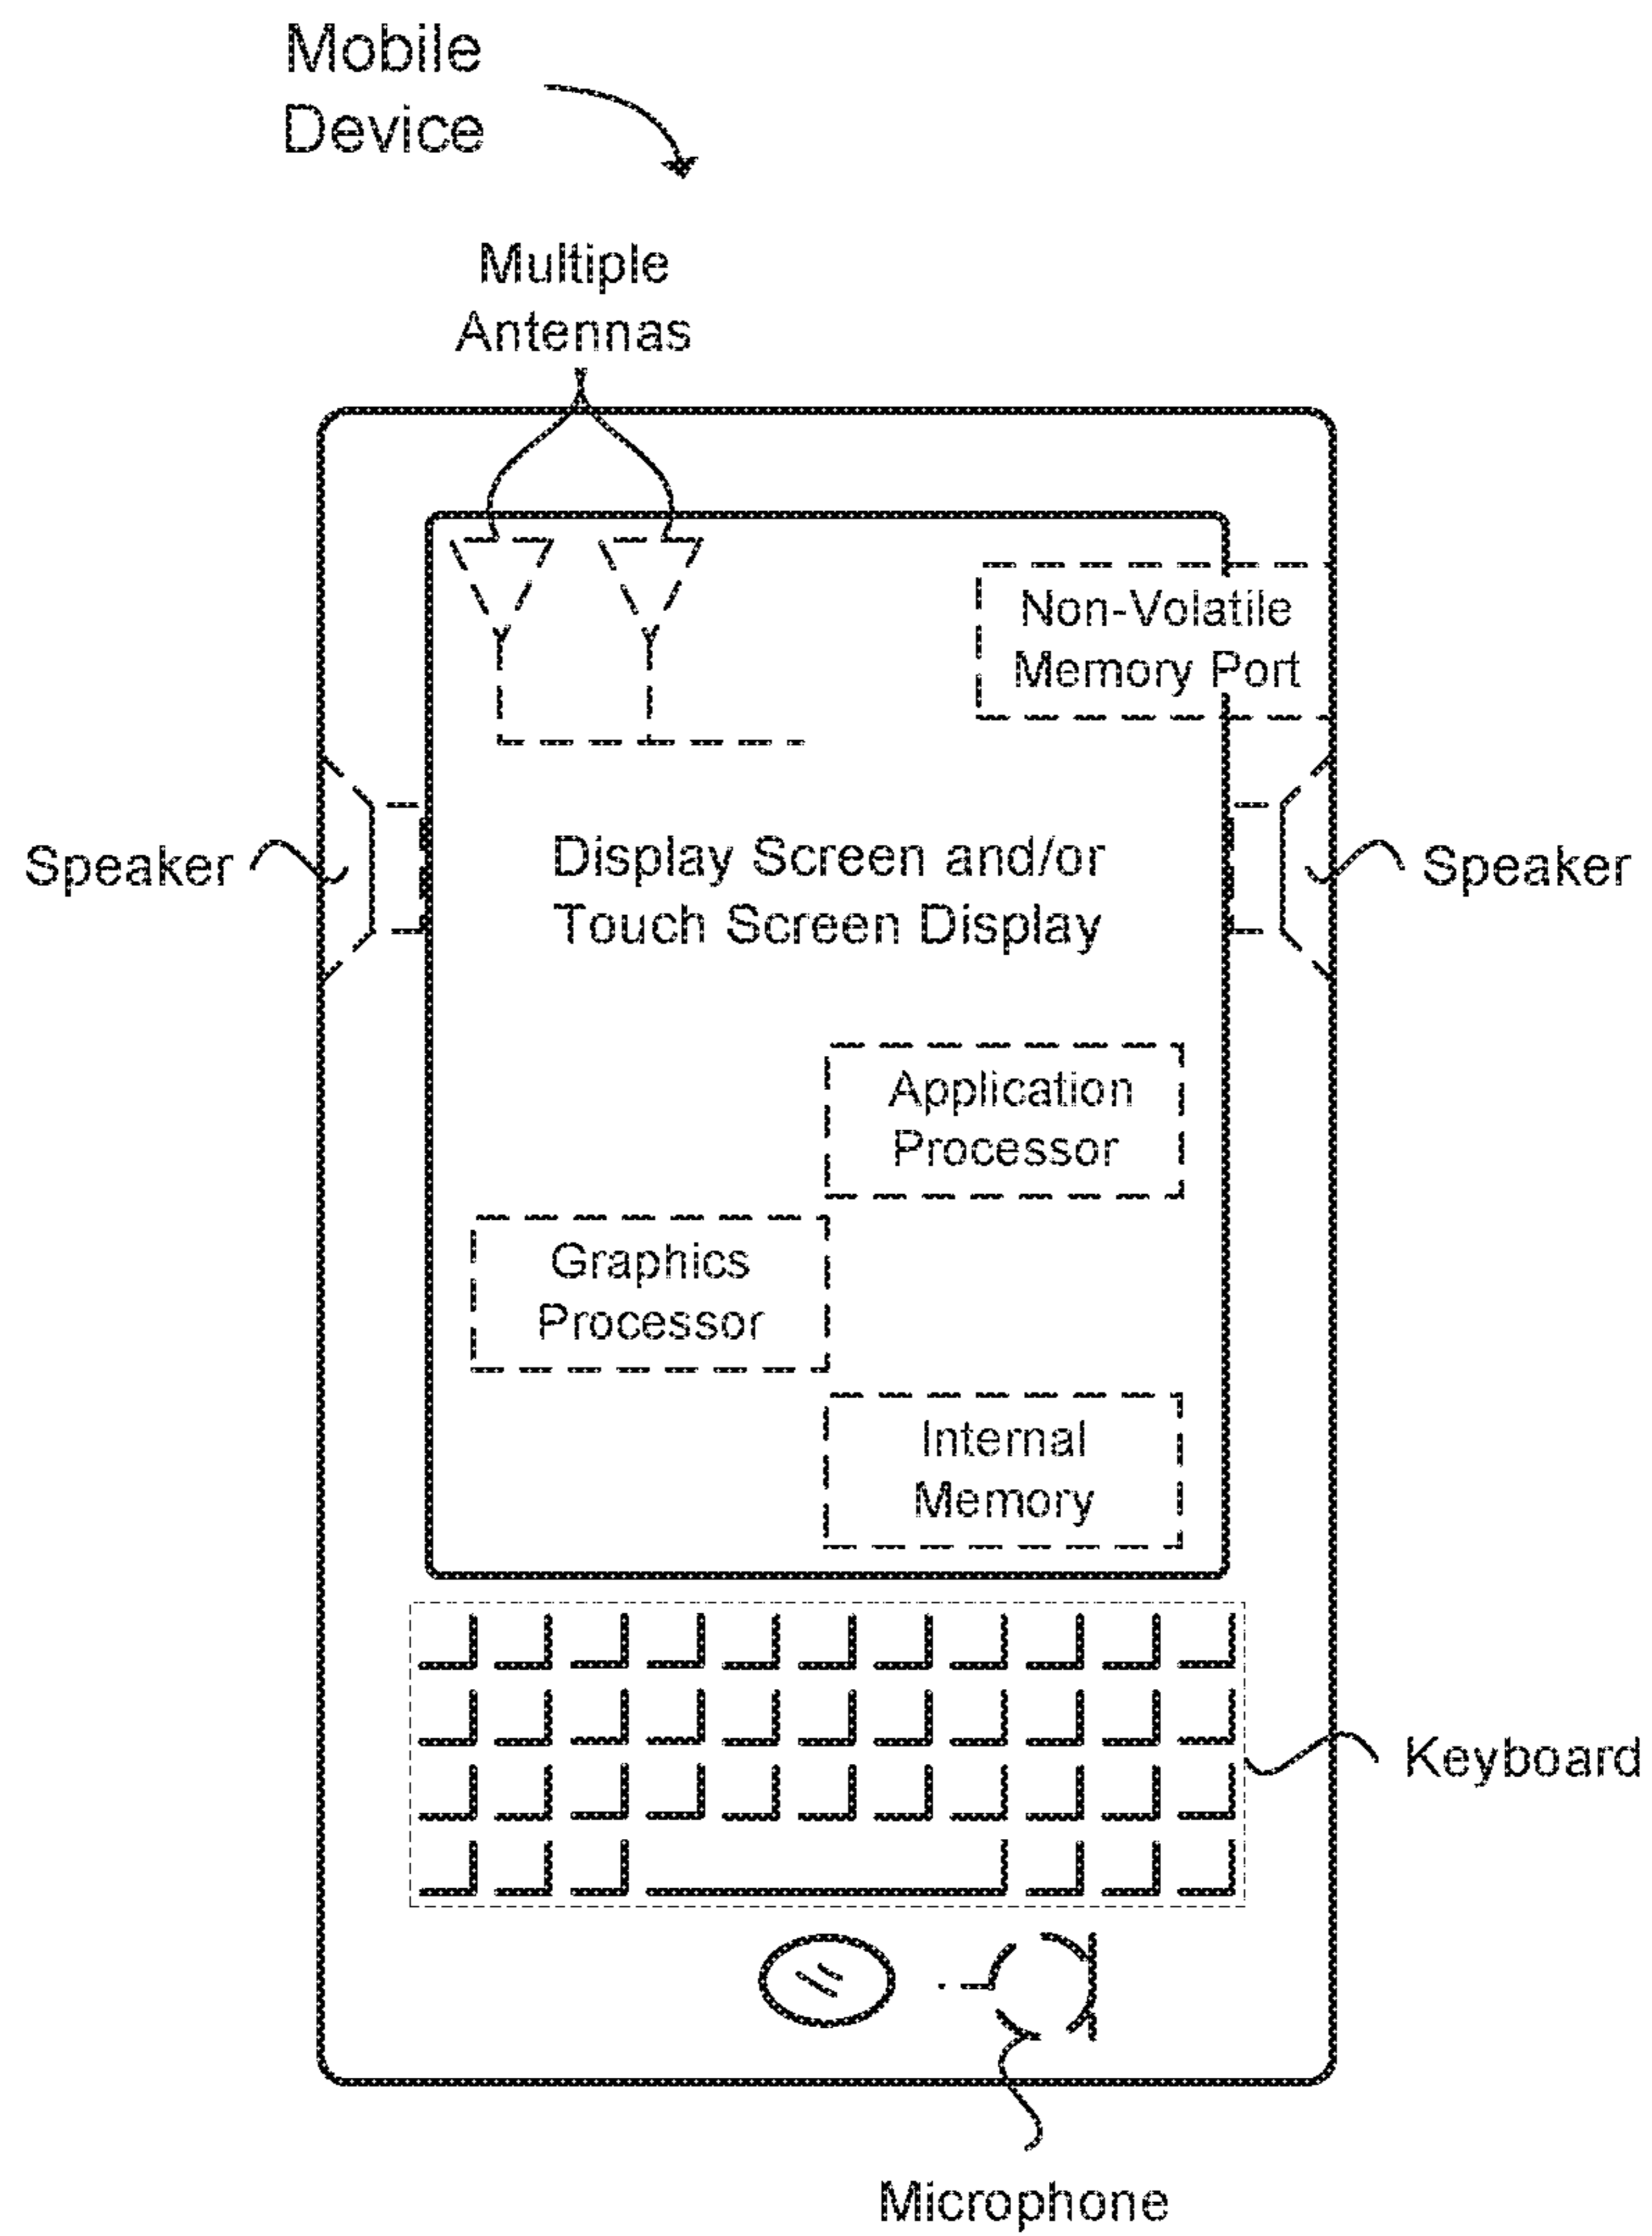 Mobile
Device
Multiple
Antennas
Non-Volatile
Memory Port
Speaker
Display Screen and/or
Touch Screen Display
Speaker
Application
Processor
Graphics
Processor
Internal
Memory
Keyboard
Microphone